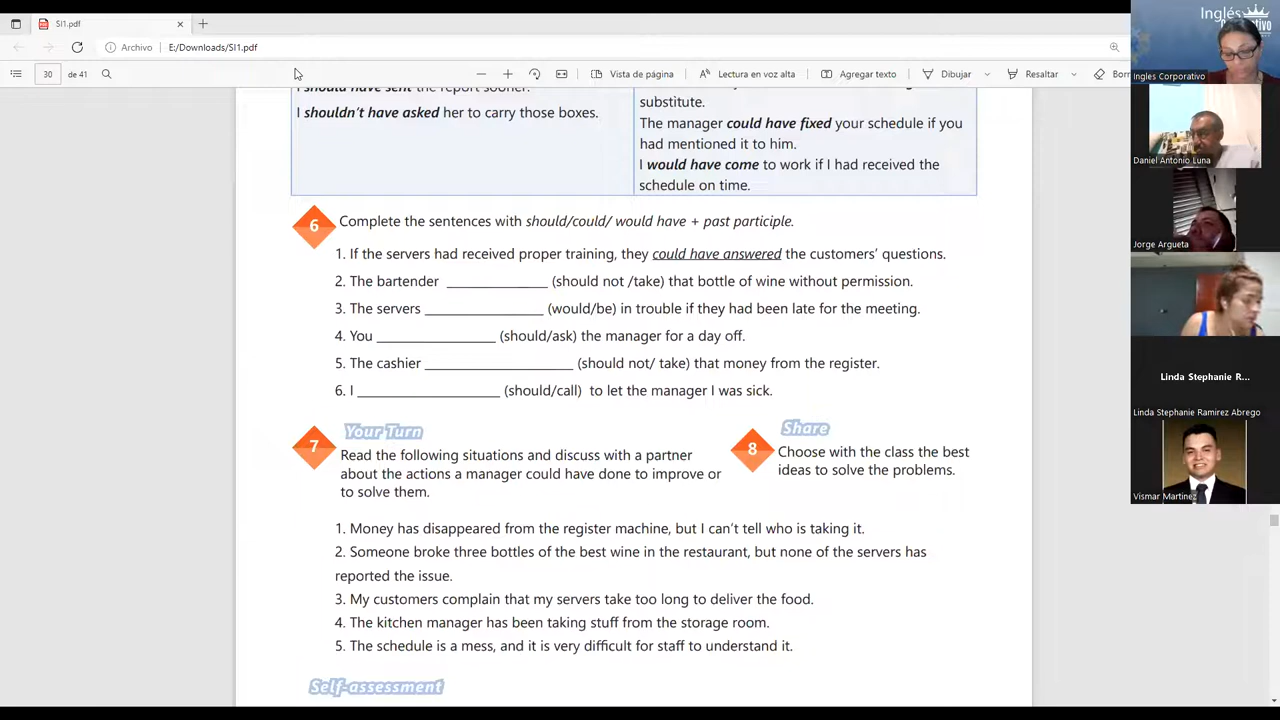 SI1.pdf
Archivo
E:/Downloads/SI1.pdf
30
de 41
Vista de página
Lectura en voz alta
Agregar texto
Dibujar
Resaltar
I should have sent the report sooner.
I shouldn't have asked her to carry those boxes.
substitute.
The manager could have fixed your schedule if you
had mentioned it to him.
I would have come to work if I had received the
schedule on time.
6
Complete the sentences with should/could/ would have + past participle.
1. If the servers had received proper training, they could have answered the customers' questions.
2. The bartender ______________ (should not /take) that bottle of wine without permission.
3. The servers ________________ (would/be) in trouble if they had been late for the meeting.
4. You ________________ (should/ask) the manager for a day off.
5. The cashier ____________________ (should not/ take) that money from the register.
6. I ___________________ (should/call) to let the manager I was sick.
7
Your Turn
Read the following situations and discuss with a partner
about the actions a manager could have done to improve or
to solve them.
8
Share
Choose with the class the best
ideas to solve the problems.
1. Money has disappeared from the register machine, but I can't tell who is taking it.
2. Someone broke three bottles of the best wine in the restaurant, but none of the servers has
reported the issue.
3. My customers complain that my servers take too long to deliver the food.
4. The kitchen manager has been taking stuff from the storage room.
5. The schedule is a mess, and it is very difficult for staff to understand it.
Self-assessment
Inglés
Ingles Corporativo
Daniel Antonio Luna
Jorge Argueta
Linda Stephanie R...
Linda Stephanie Ramirez Abrego
Vismar Martinez